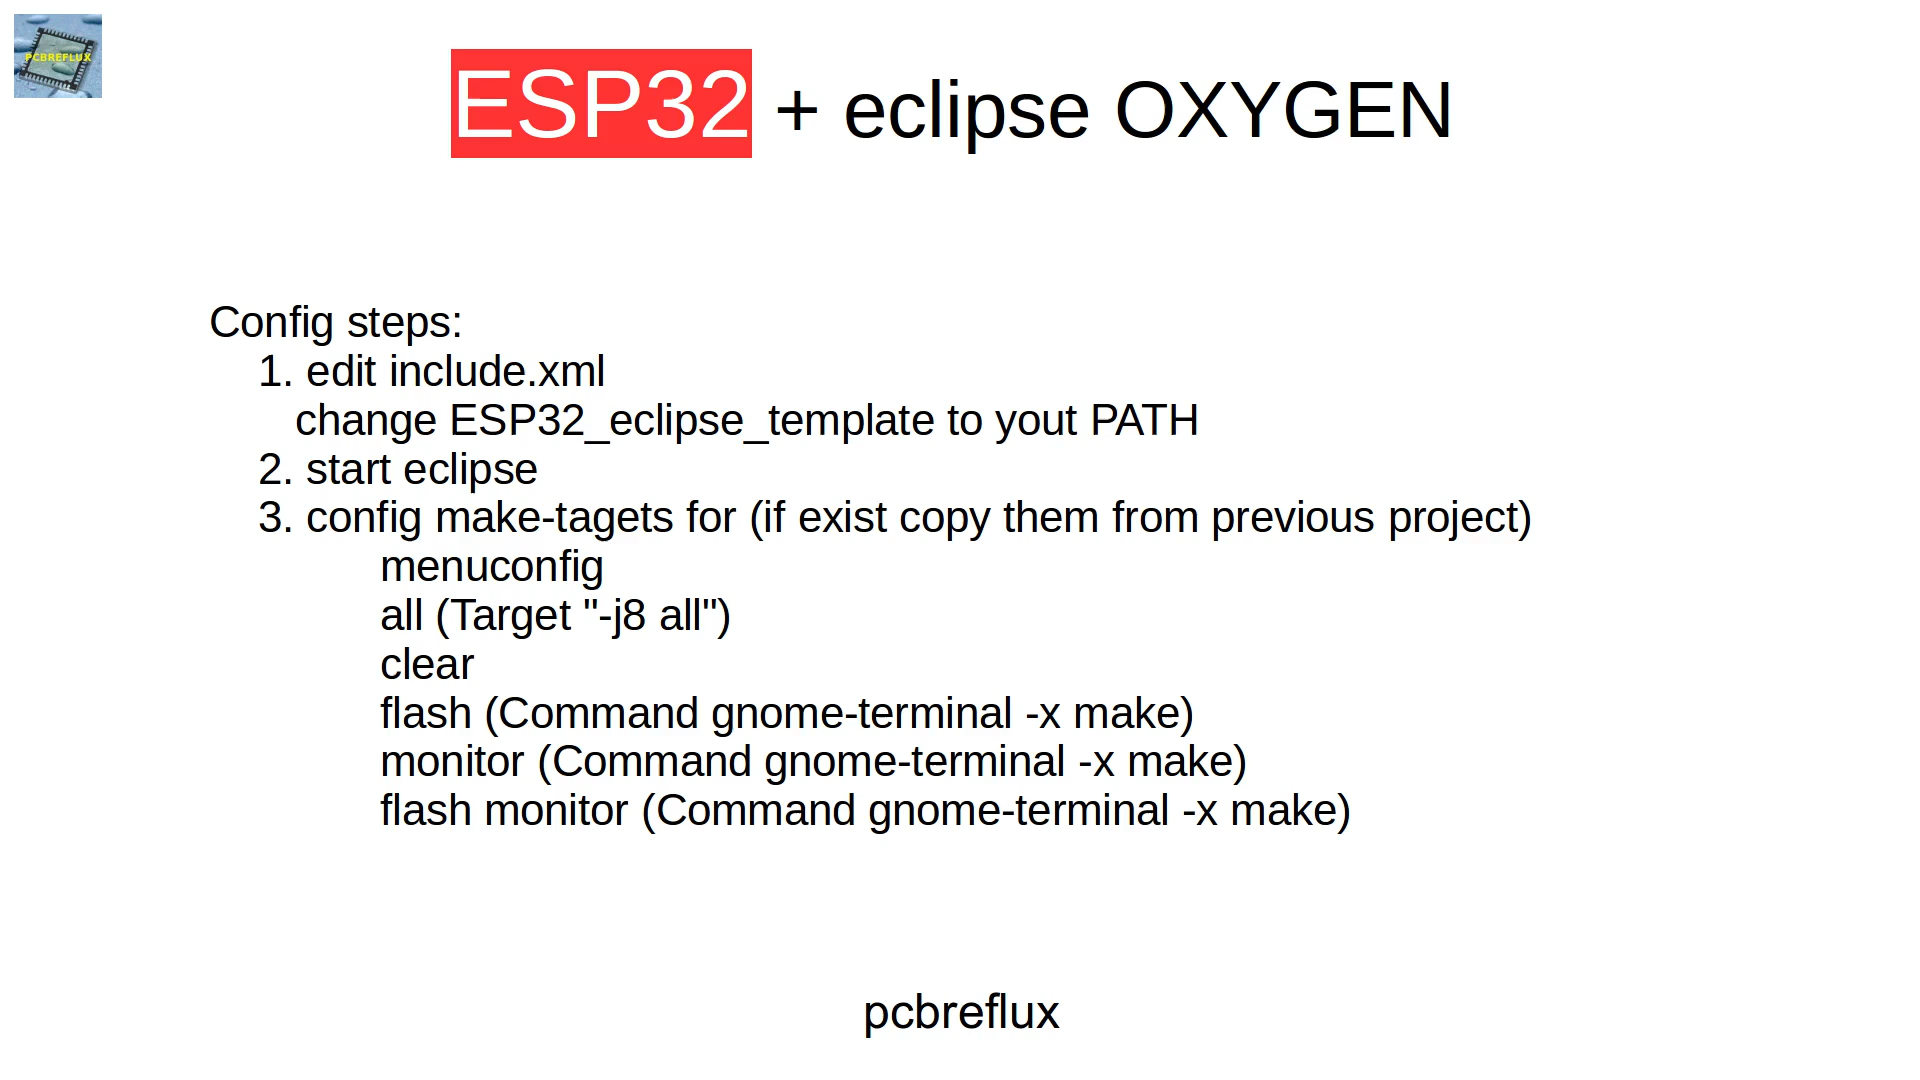 PCBREFLUX
ESP32 + eclipse OXYGEN
Config steps:
1. edit include.xml
change ESP32_eclipse_template to yout PATH
2. start eclipse
3. config make-tagets for (if exist copy them from previous project)
menuconfig
all (Target "-j8 all")
clear
flash (Command gnome-terminal -x make)
monitor (Command gnome-terminal -x make)
flash monitor (Command gnome-terminal -x make)
pcbreflux